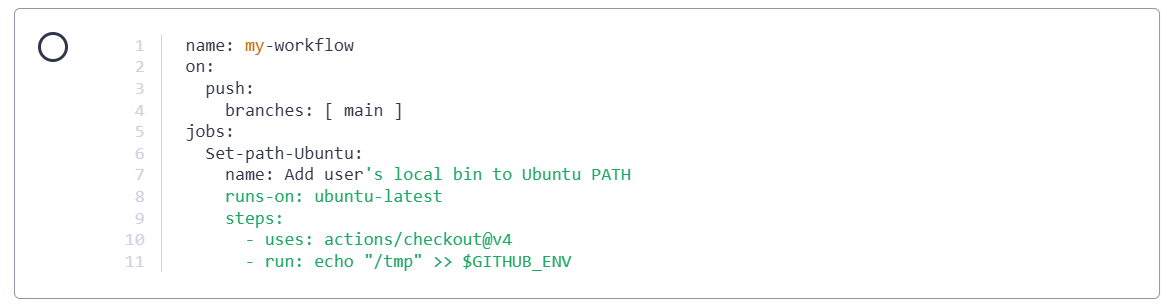 1 name: my-workflow
2 on:
3   push:
4     branches: [ main ]
5 jobs:
6   Set-path-Ubuntu:
7     name: Add user's local bin to Ubuntu PATH
8     runs-on: ubuntu-latest
9     steps:
10       - uses: actions/checkout@v4
11       - run: echo "/tmp" >> $GITHUB_ENV